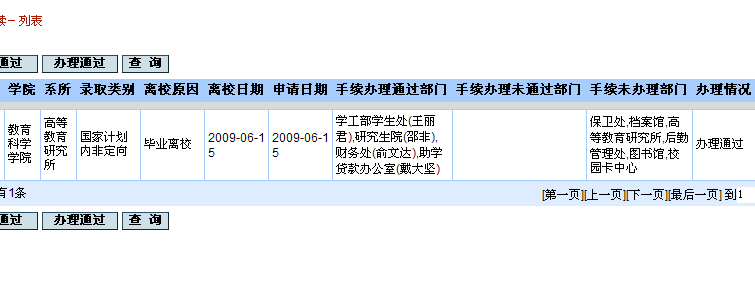 续-- 列表
通过 办理通过 查 询
学院 系所 录取类别 离校原因 离校日期 申请日期 手续办理通过部门 手续办理未通过部门 手续未办理部门 办理情况
教育
科学
学院
高等
教育
研究
所
国家计划
内非定向
毕业离校
2009-06-1
5
2009-06-1
5
学工部学生处(王丽
君),研究生院(邵非),
财务处(俞文达),助学
贷款办公室(戴大坚)
保卫处,档案馆,高
等教育研究所,后勤
管理处,图书馆,校
园卡中心
办理通过
有1条
[第一页][上一页][下一页][最后一页] 到1
通过 办理通过 查 询